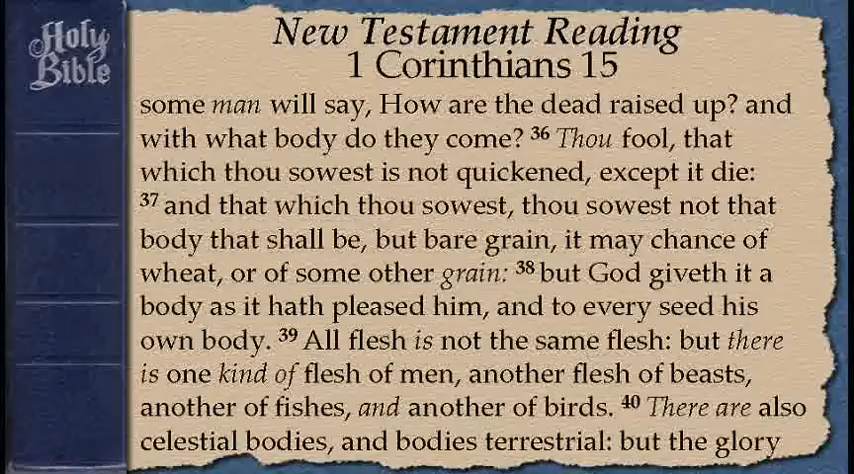 Holy
Bible
New Testament Reading
1 Corinthians 15
some man will say, How are the dead raised up? and
with what body do they come? 36 Thou fool, that
which thou sowest is not quickened, except it die:
37 and that which thou sowest, thou sowest not that
body that shall be, but bare grain, it may chance of
wheat, or of some other grain: 38 but God giveth it a
body as it hath pleased him, and to every seed his
own body. 39 All flesh is not the same flesh: but there
is one kind of flesh of men, another flesh of beasts,
another of fishes, and another of birds. 40 There are also
celestial bodies, and bodies terrestrial: but the glory